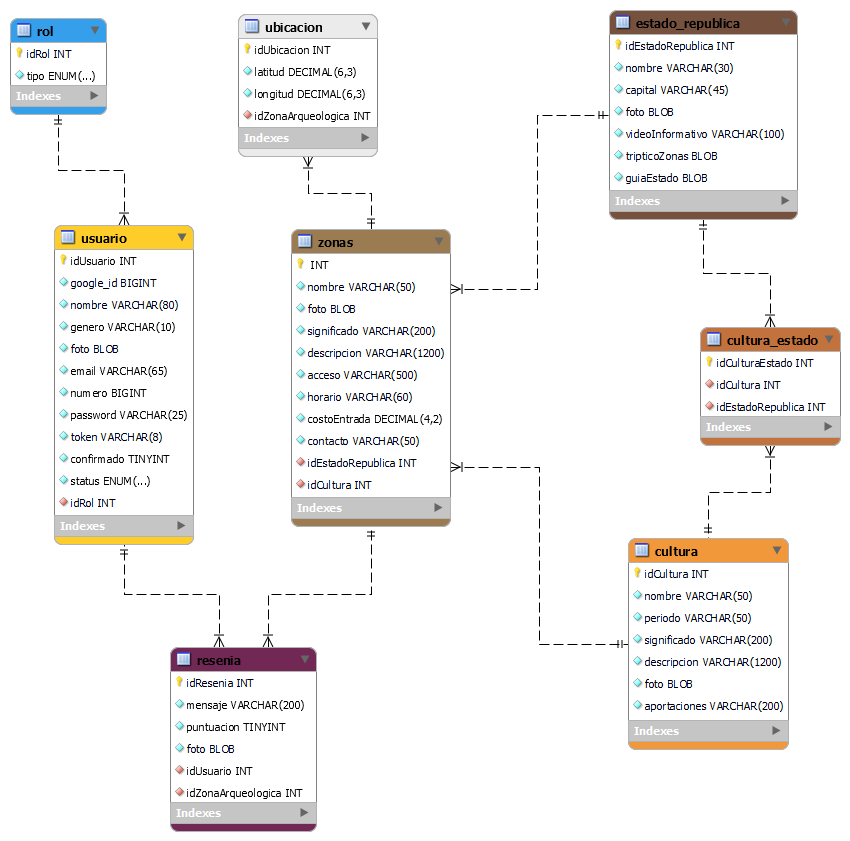 rol
idRol INT
tipo ENUM(...)
Indexes
ubicacion
idUbicacion INT
latitud DECIMAL(6,3)
longitud DECIMAL(6,3)
idZonaArqueologica INT
Indexes
estado_republica
idEstadoRepublica INT
nombre VARCHAR(30)
capital VARCHAR(45)
foto BLOB
videoInformativo VARCHAR(100)
tripticoZonas BLOB
guiaEstado BLOB
Indexes
usuario
idUsuario INT
google_id BIGINT
nombre VARCHAR(80)
genero VARCHAR(10)
foto BLOB
email VARCHAR(65)
numero BIGINT
password VARCHAR(25)
token VARCHAR(8)
confirmado TINYINT
status ENUM(...)
idRol INT
Indexes
zonas
INT
nombre VARCHAR(50)
foto BLOB
significado VARCHAR(200)
descripcion VARCHAR(1200)
acceso VARCHAR(500)
horario VARCHAR(60)
costoEntrada DECIMAL(4,2)
contacto VARCHAR(50)
idEstadoRepublica INT
idCultura INT
Indexes
cultura_estado
idCulturaEstado INT
idCultura INT
idEstadoRepublica INT
Indexes
cultura
idCultura INT
nombre VARCHAR(50)
periodo VARCHAR(50)
significado VARCHAR(200)
descripcion VARCHAR(1200)
foto BLOB
aportaciones VARCHAR(200)
Indexes
resenia
idResenia INT
mensaje VARCHAR(200)
puntuacion TINYINT
foto BLOB
idUsuario INT
idZonaArqueologica INT
Indexes